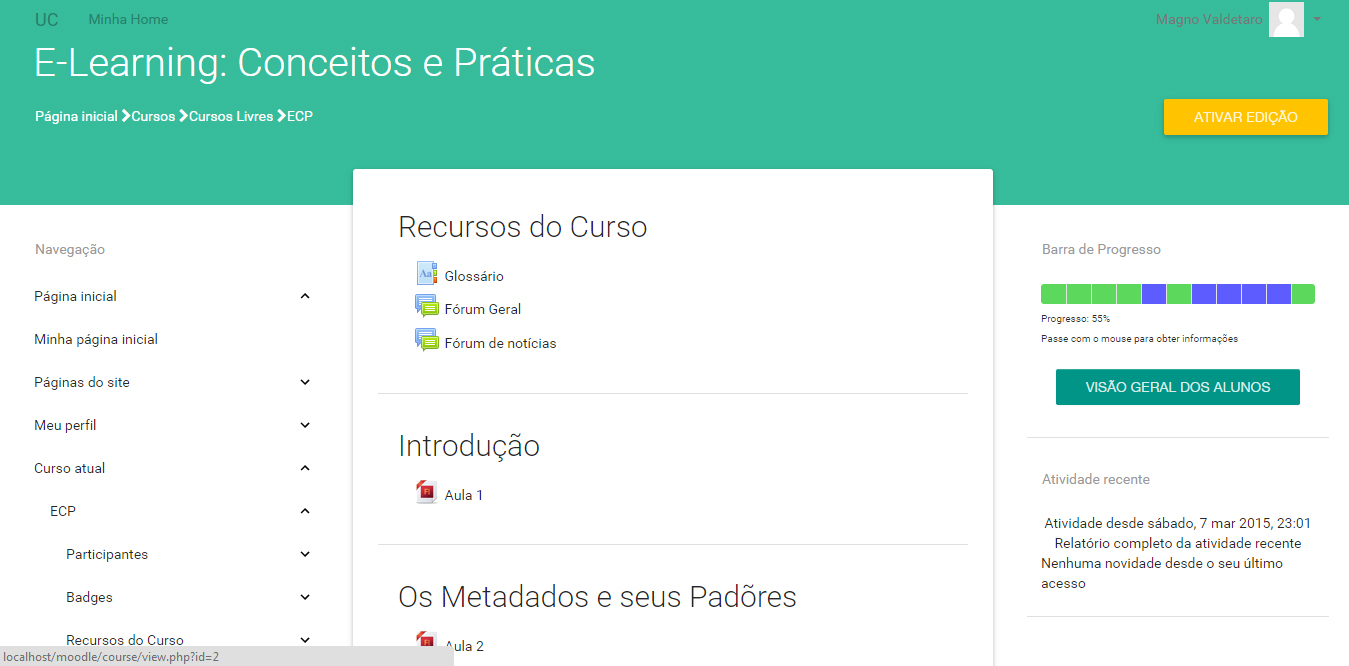 UC Minha Home Magno Valdetaro
E-Learning: Conceitos e Práticas
Página inicial Cursos Cursos Livres ECP
ATIVAR EDIÇÃO
Navegação
Página inicial
Minha página inicial
Páginas do site
Meu perfil
Curso atual
ECP
Participantes
Badges
Recursos do Curso
Recursos do Curso
Aa Glossário
Fórum Geral
Fórum de notícias
Introdução
Aula 1
Os Metadados e seus Padõres
Aula 2
Barra de Progresso
Progresso: 55%
Passe com o mouse para obter informações
VISÃO GERAL DOS ALUNOS
Atividade recente
Atividade desde sábado, 7 mar 2015, 23:01
Relatório completo da atividade recente
Nenhuma novidade desde o seu último
acesso
localhost/moodle/course/view.php?id=2